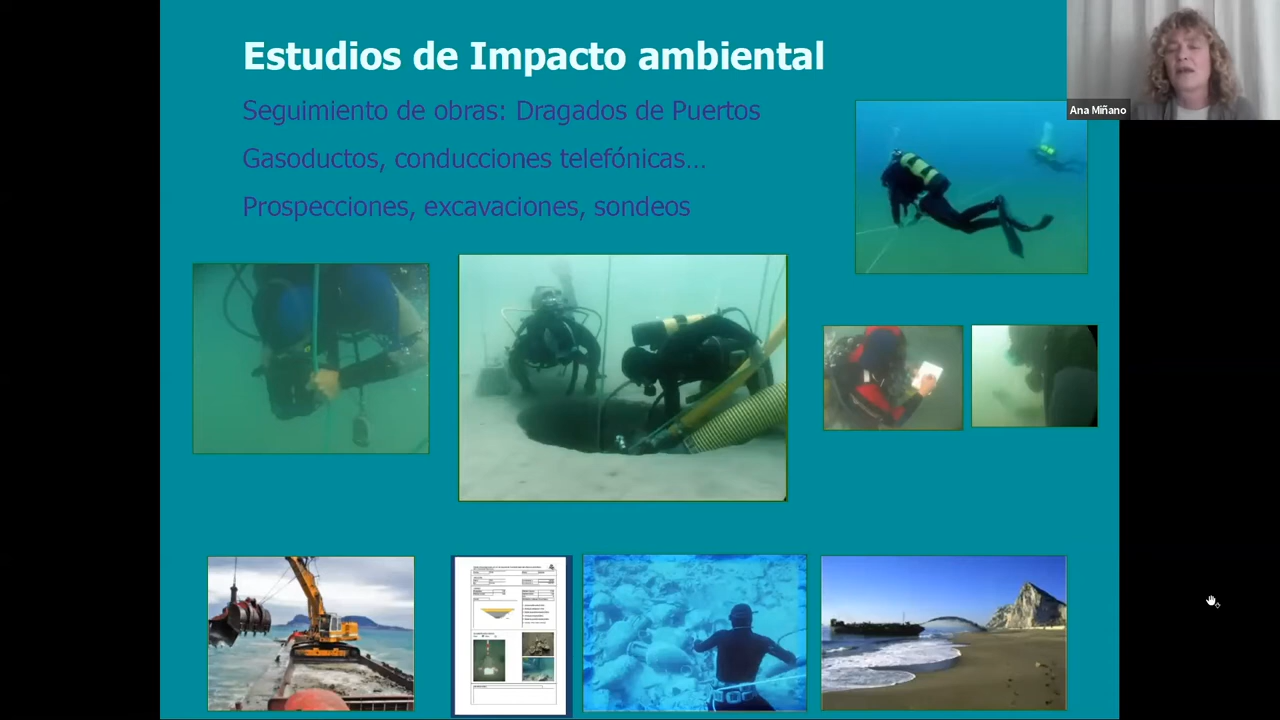 Estudios de Impacto ambiental
Seguimiento de obras: Dragados de Puertos
Gasoductos, conducciones telefónicas...
Prospecciones, excavaciones, sondeos
Ana Miñano